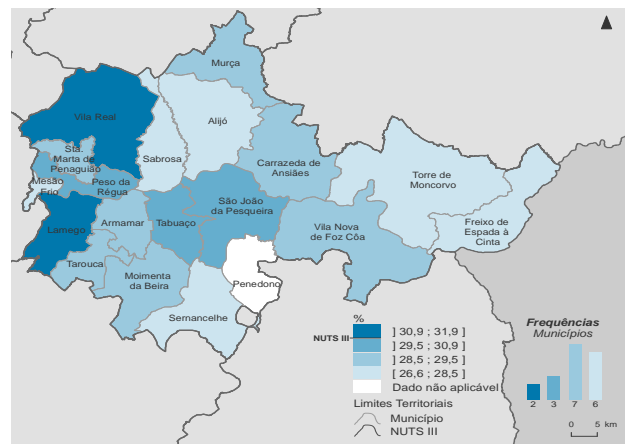 Murça
Vila Real
Alijó
Sta.
Marta de
Penaguião
Sabrosa
Carrazeda de
Ansiães
Mesão
Frio
Peso da
Régua
Torre de
Moncorvo
São João
da Pesqueira
Freixo de
Espada à
Cinta
Lamego
Armamar
Tabuaço
Vila Nova
de Foz Côa
Tarouca
Moimenta
da Beira
Penedono
Sernancelhe
%
NUTS III
] 30,9 ; 31,9 ]
] 29,5 ; 30,9 ]
] 28,5 ; 29,5 ]
[ 26,6 ; 28,5 ]
Dado não aplicável
Limites Territoriais
Município
NUTS III
Frequências
Municípios
2 3 7 6
0 5 km